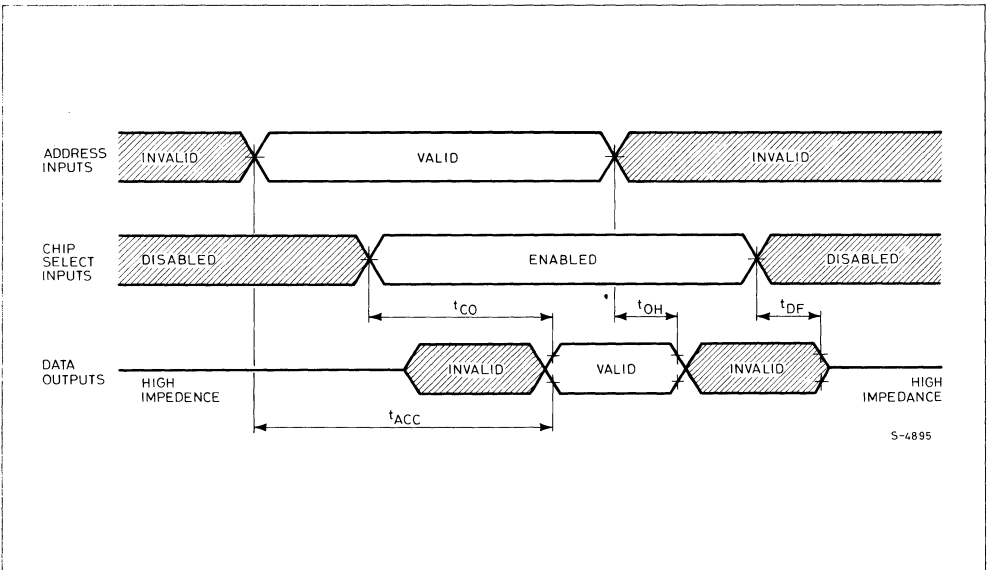 ADDRESS
INPUTS
INVALID
VALID
INVALID
CHIP
SELECT
INPUTS
DISABLED
ENABLED
DISABLED
tCO
tOH
tDF
DATA
OUTPUTS
HIGH
IMPEDENCE
INVALID
VALID
INVALID
HIGH
IMPEDANCE
tACC
S-4895